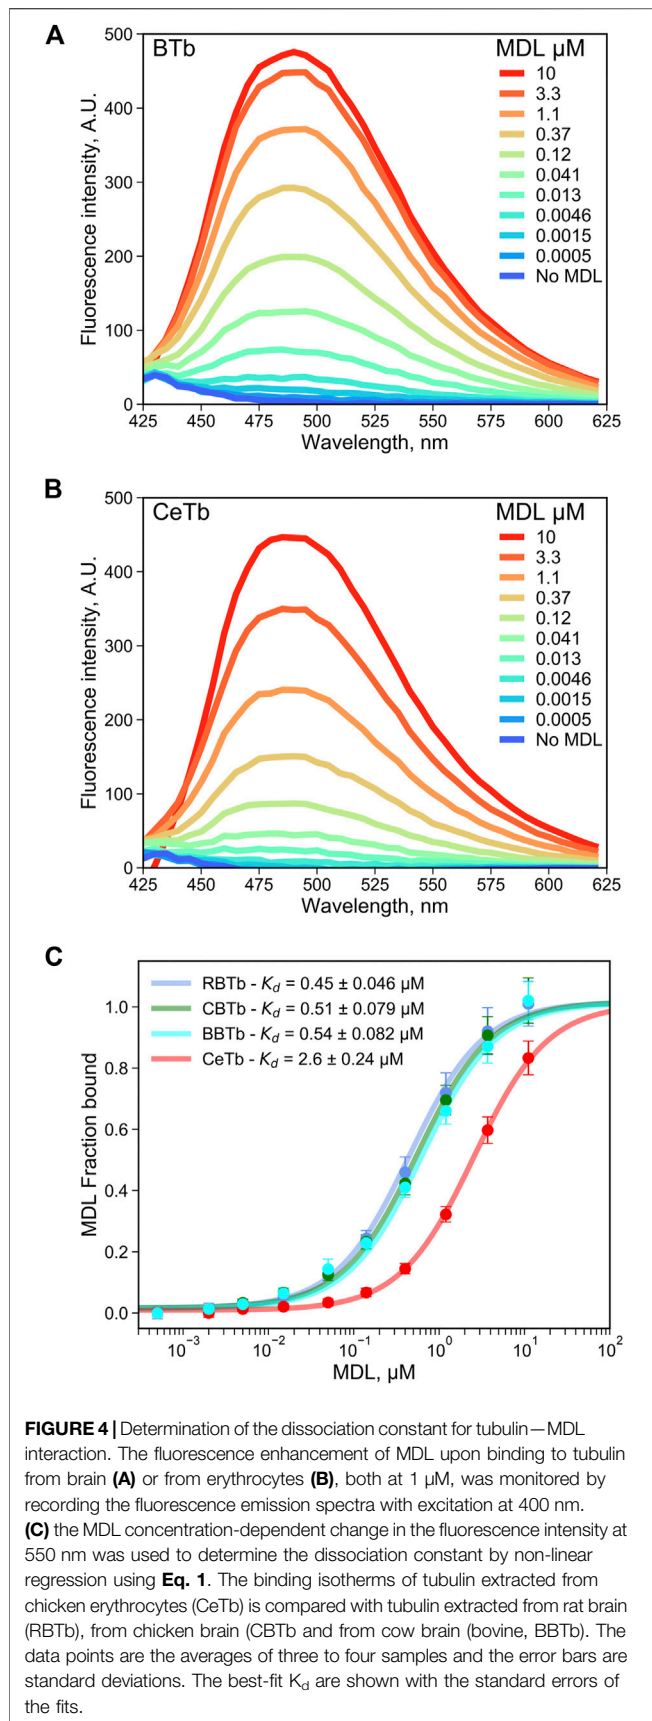 A
BTb
MDL µM
10
3.3
1.1
0.37
0.12
0.041
0.013
0.0046
0.0015
0.0005
No MDL
500
400
300
200
100
0
Fluorescence intensity, A.U.
425 450 475 500 525 550 575 600 625
Wavelength, nm
B
CeTb
MDL µM
10
3.3
1.1
0.37
0.12
0.041
0.013
0.0046
0.0015
0.0005
No MDL
500
400
300
200
100
0
Fluorescence intensity, A.U.
425 450 475 500 525 550 575 600 625
Wavelength, nm
C
RBTb - K_d = 0.45 ± 0.046 µM
CBTb - K_d = 0.51 ± 0.079 µM
BBTb - K_d = 0.54 ± 0.082 µM
CeTb - K_d = 2.6 ± 0.24 µM
1.0
0.8
0.6
0.4
0.2
0.0
MDL Fraction bound
10⁻³ 10⁻² 10⁻¹ 10⁰ 10¹ 10²
MDL, µM
FIGURE 4 | Determination of the dissociation constant for tubulin—MDL
interaction. The fluorescence enhancement of MDL upon binding to tubulin
from brain (A) or from erythrocytes (B), both at 1 µM, was monitored by
recording the fluorescence emission spectra with excitation at 400 nm.
(C) the MDL concentration-dependent change in the fluorescence intensity at
550 nm was used to determine the dissociation constant by non-linear
regression using Eq. 1. The binding isotherms of tubulin extracted from
chicken erythrocytes (CeTb) is compared with tubulin extracted from rat brain
(RBTb), from chicken brain (CBTb and from cow brain (bovine, BBTb). The
data points are the averages of three to four samples and the error bars are
standard deviations. The best-fit K_d are shown with the standard errors of
the fits.